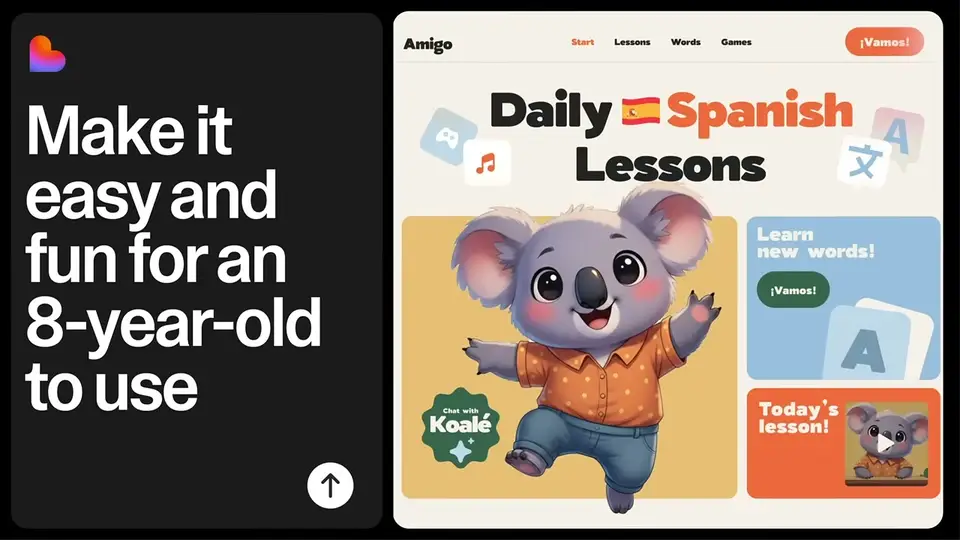 Make it
easy and
fun for an
8-year-old
to use
Amigo
Start
Lessons
Words
Games
¡Vamos!
Daily Spanish
Lessons
A
文
Learn
new words!
¡Vamos!
A
Chat with
Koalé
Today's
lesson!